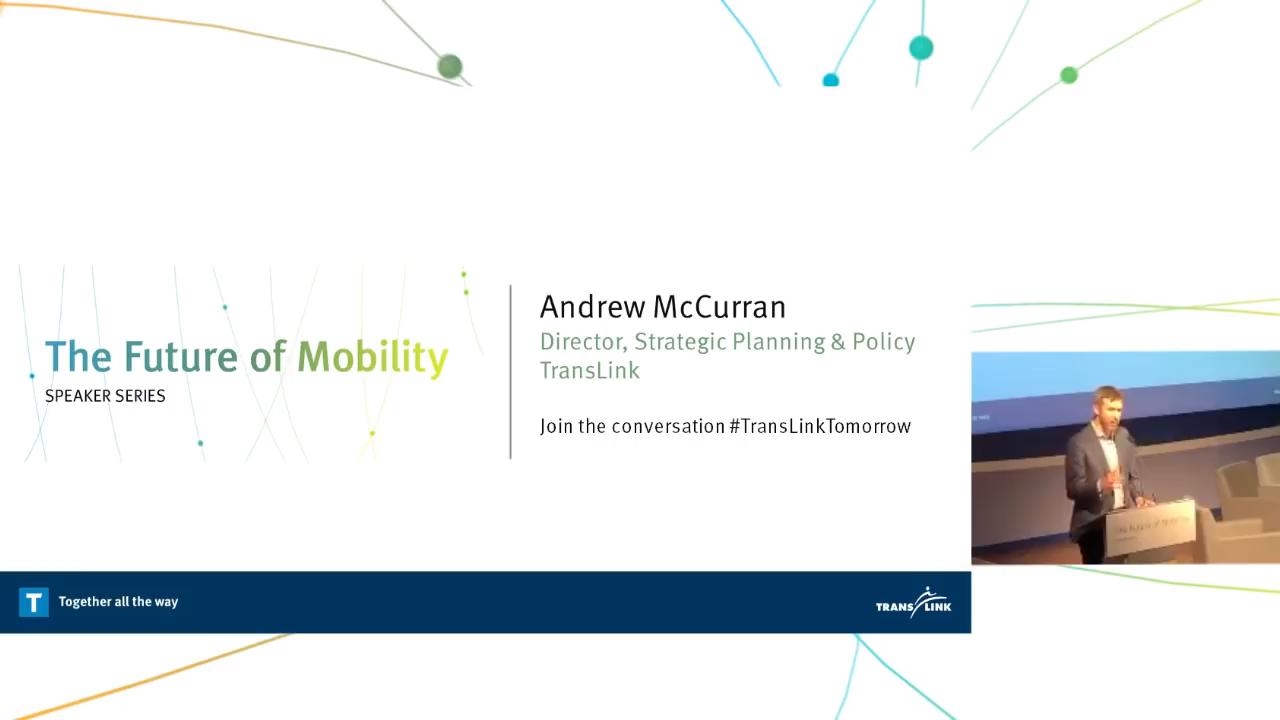 The Future of Mobility
SPEAKER SERIES
Andrew McCurran
Director, Strategic Planning & Policy
TransLink
Join the conversation #TransLinkTomorrow
T Together all the way
TRANS LINK